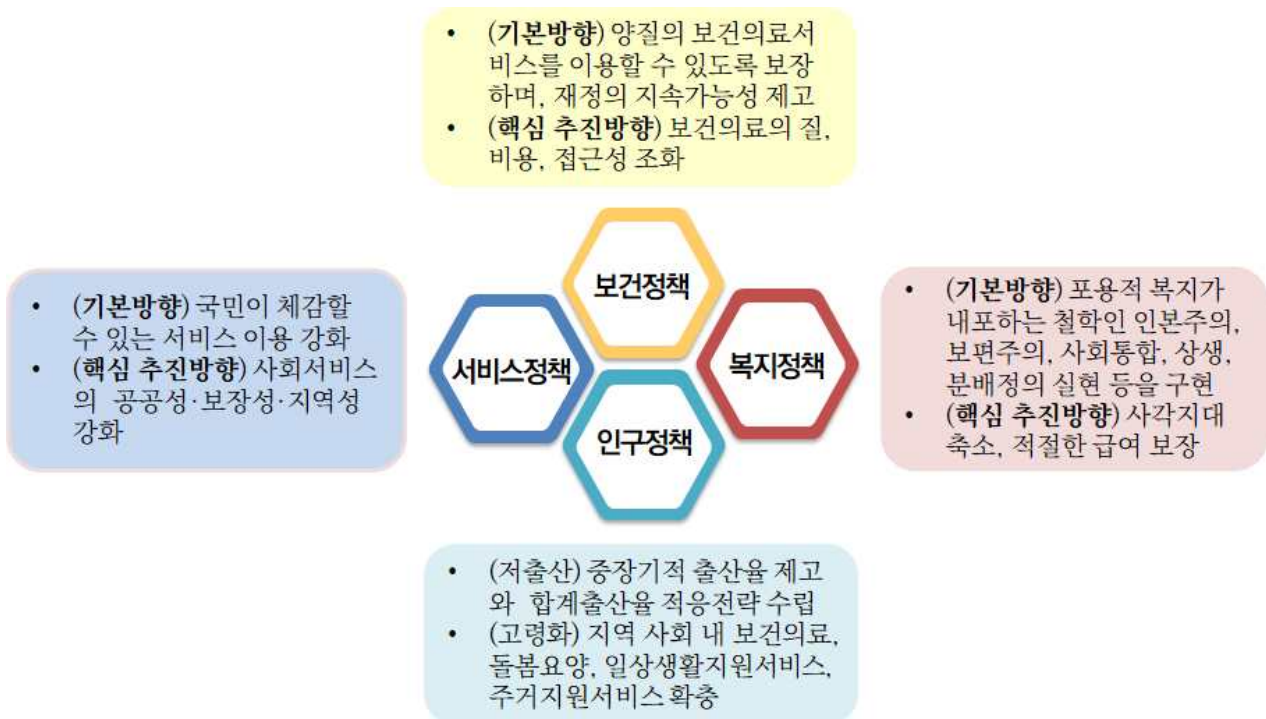 • (기본방향) 양질의 보건의료서
비스를 이용할 수 있도록 보장
하며, 재정의 지속가능성 제고
• (핵심 추진방향) 보건의료의 질,
비용, 접근성 조화
보건정책
• (기본방향) 국민이 체감할
수 있는 서비스 이용 강화
• (핵심 추진방향) 사회서비스
의 공공성·보장성·지역성
강화
서비스정책
복지정책
• (기본방향) 포용적 복지가
내포하는 철학인 인본주의,
보편주의, 사회통합, 상생,
분배정의 실현 등을 구현
• (핵심 추진방향) 사각지대
축소, 적절한 급여 보장
인구정책
• (저출산) 중장기적 출산율 제고
와 합계출산율 적응전략 수립
• (고령화) 지역 사회 내 보건의료,
돌봄요양, 일상생활지원서비스,
주거지원서비스 확충